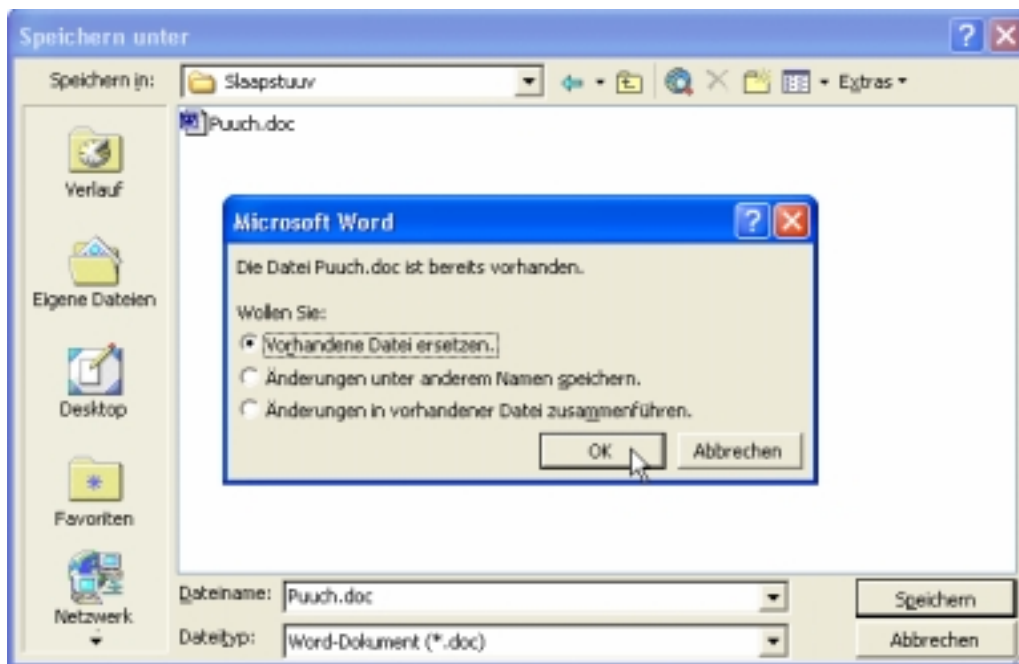 Speichern unter
Speichern in:
Slaapstuuv
Extras
Puuch.doc
Verlauf
Eigene Dateien
Desktop
Favoriten
Netzwerk
Microsoft Word
Die Datei Puuch.doc ist bereits vorhanden.
Wollen Sie:
Vorhandene Datei ersetzen.
Änderungen unter anderem Namen speichern.
Änderungen in vorhandener Datei zusammenführen.
OK
Abbrechen
Dateiname:
Puuch.doc
Speichern
Dateityp:
Word-Dokument (*.doc)
Abbrechen